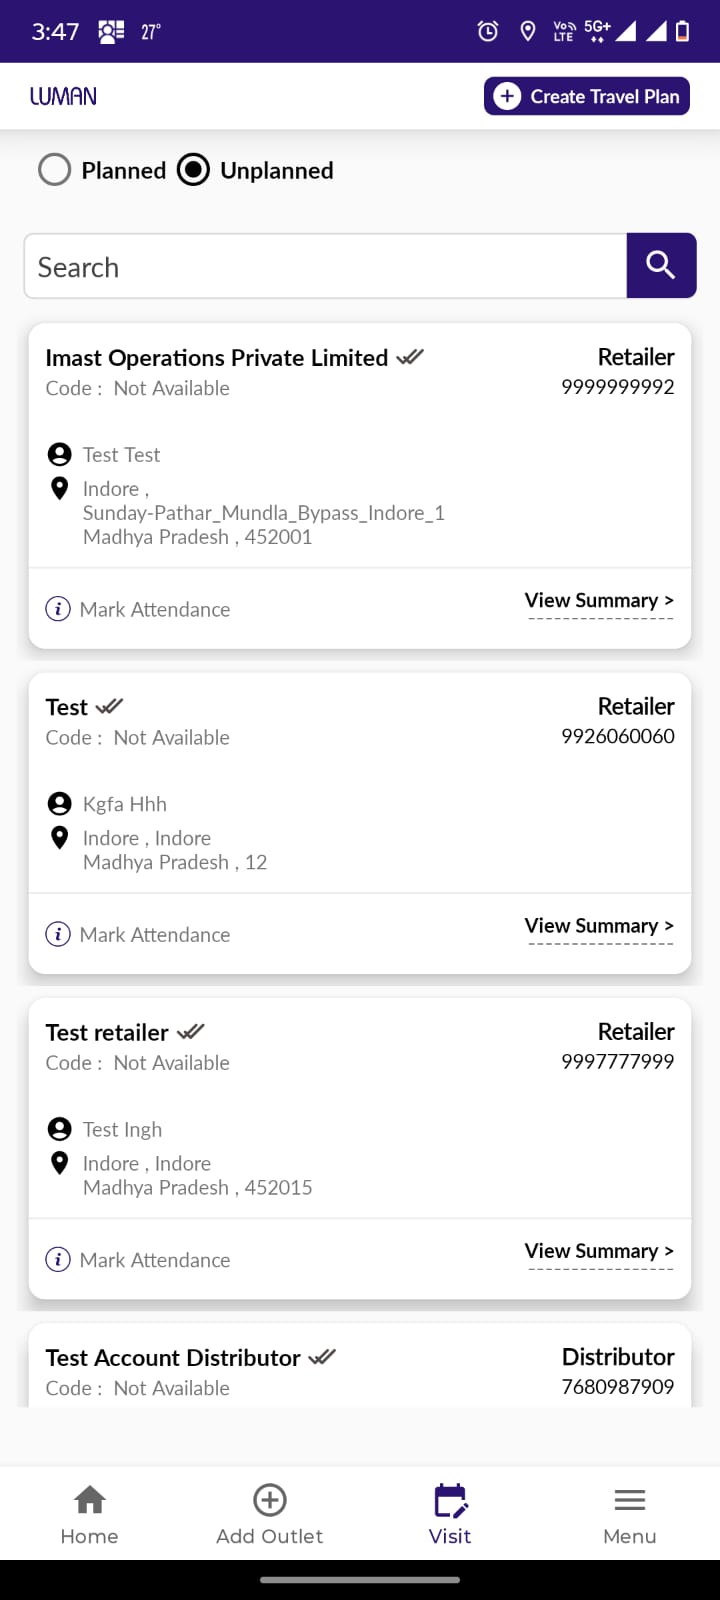 3:47 27°
Vo) LTE 5G+
LUMAN
Create Travel Plan
Planned Unplanned
Search
Imast Operations Private Limited Retailer
Code : Not Available 9999999992
Test Test
Indore ,
Sunday-Pathar_Mundla_Bypass_Indore_1
Madhya Pradesh , 452001
Mark Attendance View Summary >
Test Retailer
Code : Not Available 9926060060
Kgfa Hhh
Indore , Indore
Madhya Pradesh , 12
Mark Attendance View Summary >
Test retailer Retailer
Code : Not Available 9997777999
Test Ingh
Indore , Indore
Madhya Pradesh , 452015
Mark Attendance View Summary >
Test Account Distributor Distributor
Code : Not Available 7680987909
Home Add Outlet Visit Menu